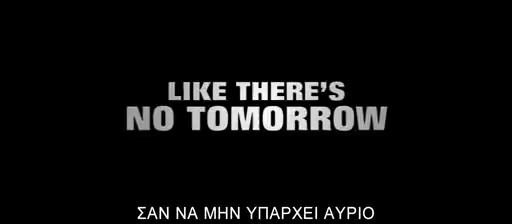 LIKE THERE'S
NO TOMORROW
ΣΑΝ ΝΑ ΜΗΝ ΥΠΑΡΧΕΙ ΑΥΡΙΟ